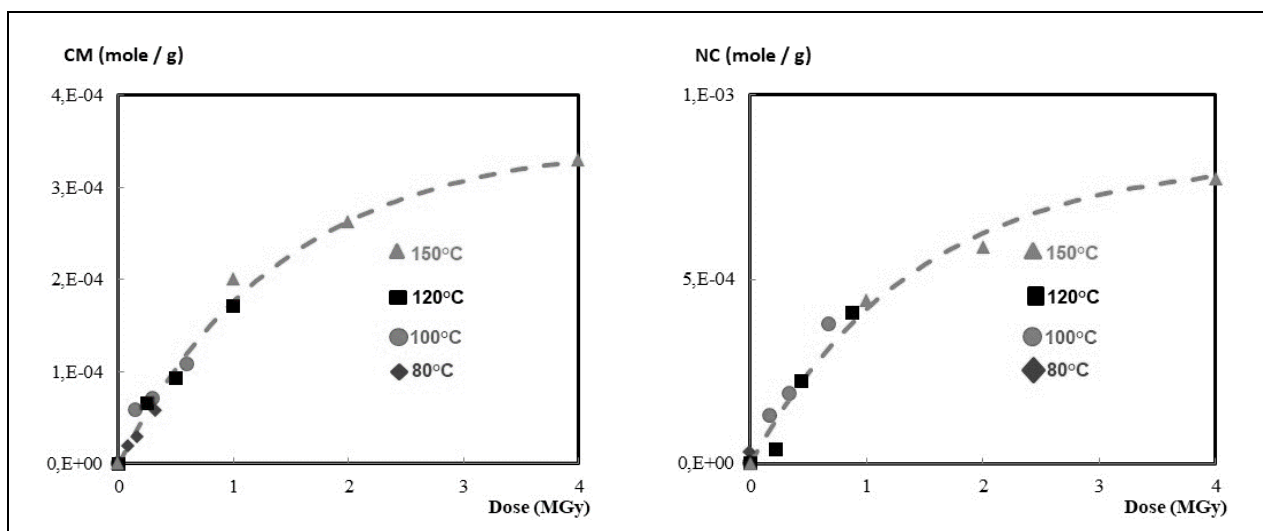 CM (mole / g)
4,E-04
3,E-04
2,E-04
1,E-04
0,E+00
0 1 2 3 4
Dose (MGy)
150°C
120°C
100°C
80°C
NC (mole / g)
1,E-03
5,E-04
0,E+00
0 1 2 3 4
Dose (MGy)
150°C
120°C
100°C
80°C